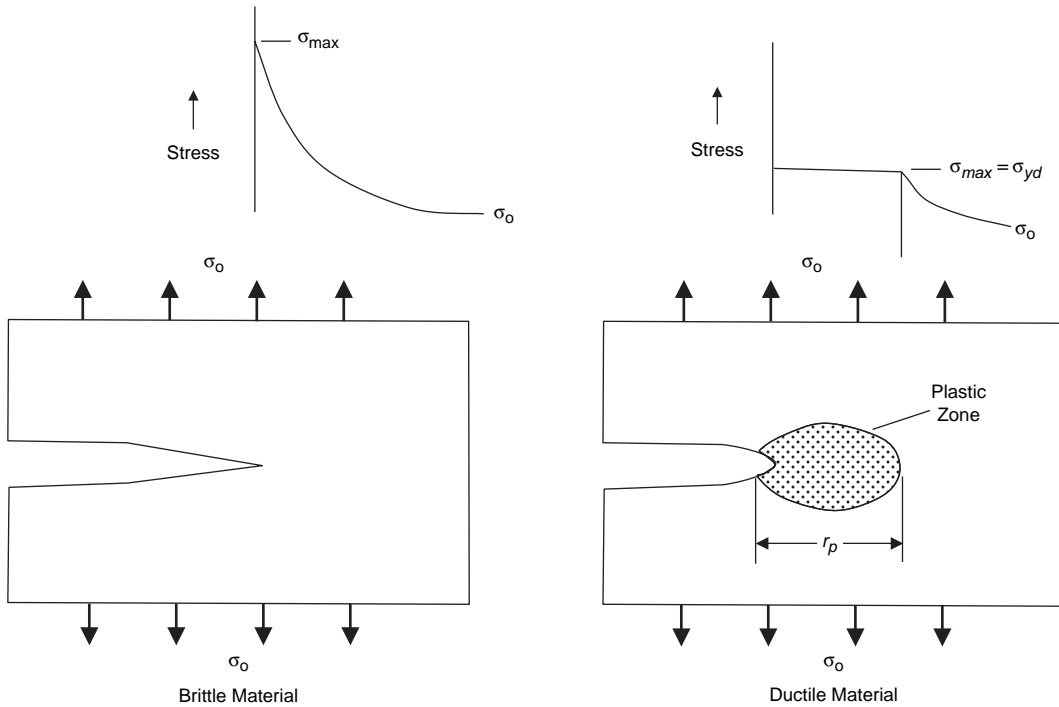 σmax
Stress
σo
σo
σo
Brittle Material
Stress
σmax = σyd
σo
σo
Plastic
Zone
rp
σo
Ductile Material